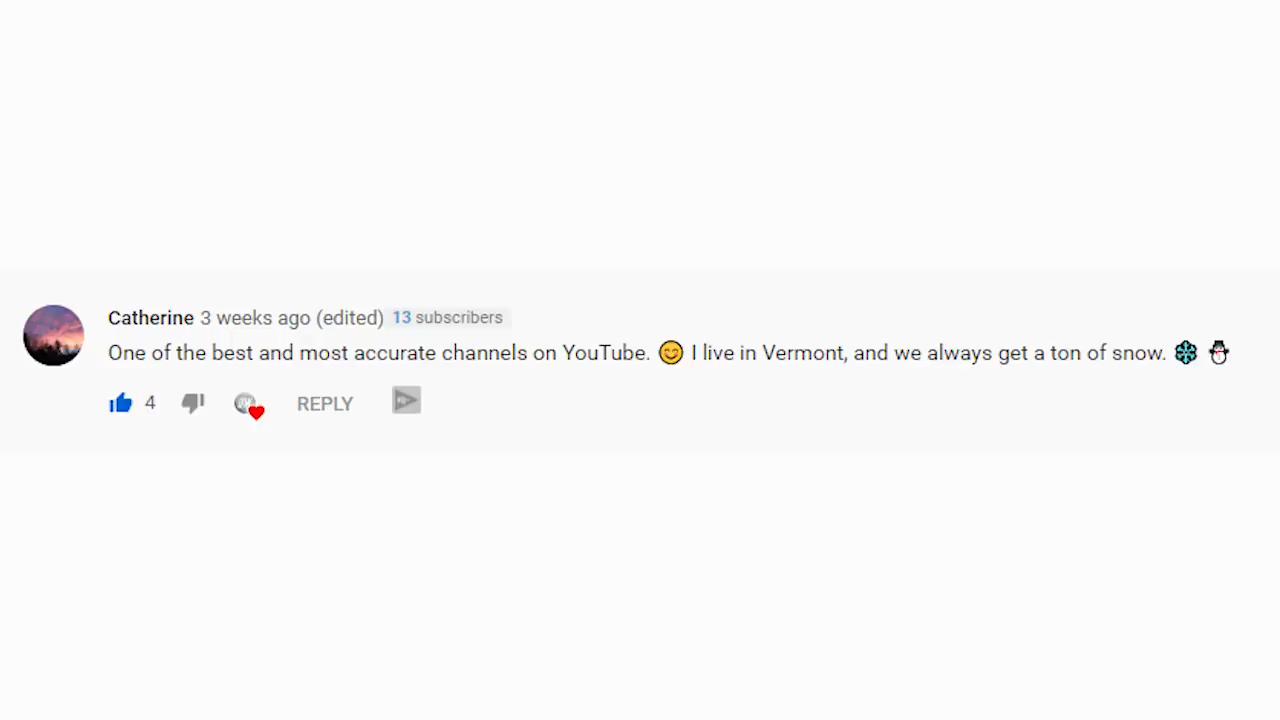 Catherine 3 weeks ago (edited) 13 subscribers
One of the best and most accurate channels on YouTube. 😊 I live in Vermont, and we always get a ton of snow. ❄️ ⛄
4 REPLY